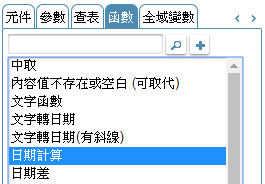 元件 參數 查表 函數 全域變數
中取
內容值不存在或空白 (可取代)
文字函數
文字轉日期
文字轉日期(有斜線)
日期計算
日期差